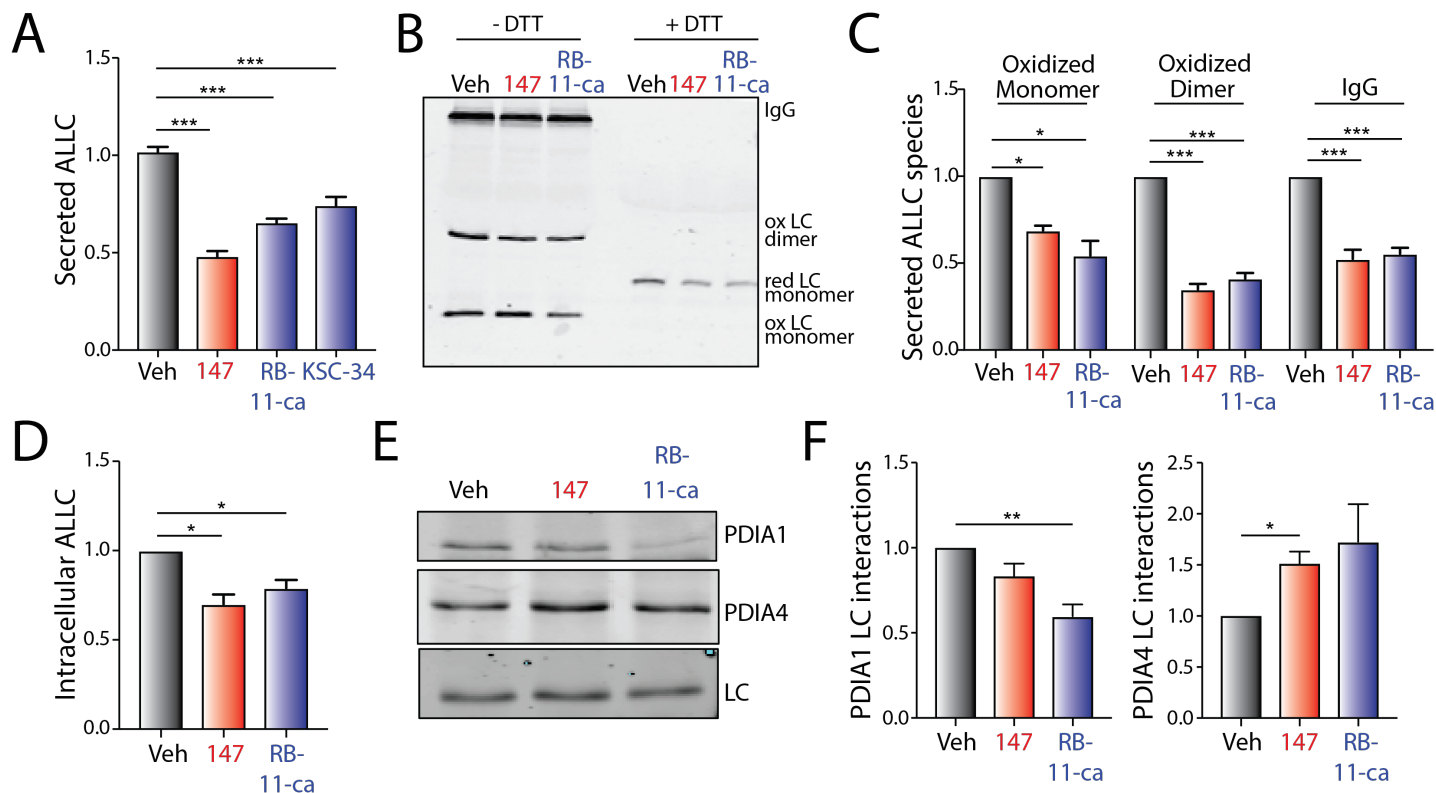 A
Secreted ALLC
1.5
1.0
0.5
0.0
***
***
***
Veh
147
RB-
11-ca
KSC-34
B
- DTT
+ DTT
Veh
147
RB-
11-ca
Veh
147
RB-
11-ca
IgG
ox LC
dimer
red LC
monomer
ox LC
monomer
C
Secreted ALLC species
1.5
1.0
0.5
0.0
Oxidized
Monomer
Oxidized
Dimer
IgG
*
*
***
***
***
***
Veh
147
RB-
11-ca
Veh
147
RB-
11-ca
Veh
147
RB-
11-ca
D
Intracellular ALLC
1.5
1.0
0.5
0.0
*
*
Veh
147
RB-
11-ca
E
Veh
147
RB-
11-ca
PDIA1
PDIA4
LC
F
PDIA1 LC interactions
1.5
1.0
0.5
0.0
**
Veh
147
RB-
11-ca
PDIA4 LC interactions
2.5
2.0
1.5
1.0
0.5
0.0
*
Veh
147
RB-
11-ca